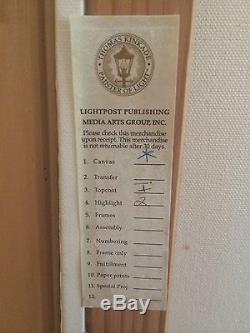 THOMAS KINKADE
PAINTER OF LIGHT
LIGHTPOST PUBLISHING
MEDIA ARTS GROUP, INC.
Please check this merchandise
upon receipt. This merchandise
is not returnable after 30 days.
1. Canvas
2. Transfer
3. Topcoat
4. Highlight 2
5. Frames
6. Assembly
7. Numbering
8. Frame only
9. Fulfillment
10. Paper prints
11. Special Proj.
12.